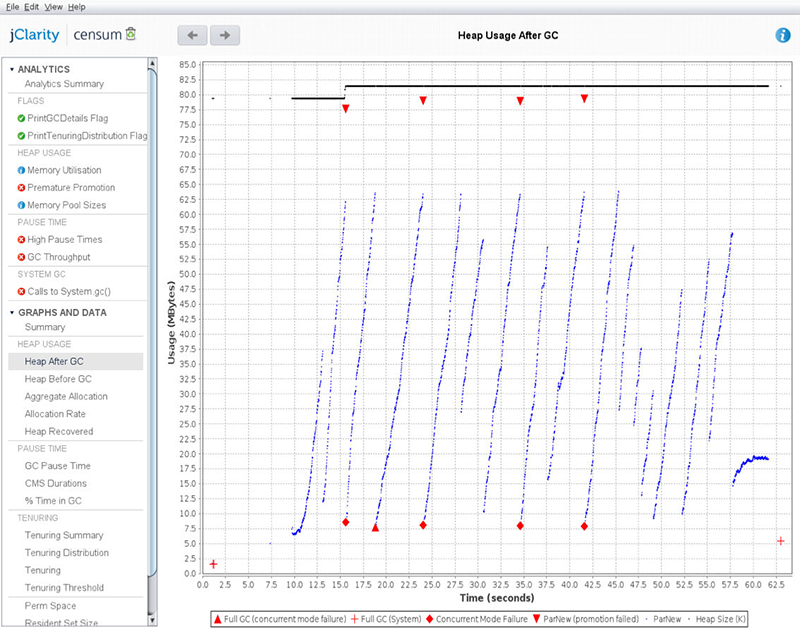 File Edit View Help
jClarity censum
Heap Usage After GC
ANALYTICS
Analytics Summary
FLAGS
PrintGCDetails Flag
PrintTenuringDistribution Flag
HEAP USAGE
Memory Utilisation
Premature Promotion
Memory Pool Sizes
PAUSE TIME
High Pause Times
GC Throughput
SYSTEM GC
Calls to System.gc()
GRAPHS AND DATA
Summary
HEAP USAGE
Heap After GC
Heap Before GC
Aggregate Allocation
Allocation Rate
Heap Recovered
PAUSE TIME
GC Pause Time
CMS Durations
% Time in GC
TENURING
Tenuring Summary
Tenuring Distribution
Tenuring
Tenuring Threshold
Perm Space
Resident Set Size
Usage (MBytes)
85.0
82.5
80.0
77.5
75.0
72.5
70.0
67.5
65.0
62.5
60.0
57.5
55.0
52.5
50.0
47.5
45.0
42.5
40.0
37.5
35.0
32.5
30.0
27.5
25.0
22.5
20.0
17.5
15.0
12.5
10.0
7.5
5.0
2.5
0.0
0.0 2.5 5.0 7.5 10.0 12.5 15.0 17.5 20.0 22.5 25.0 27.5 30.0 32.5 35.0 37.5 40.0 42.5 45.0 47.5 50.0 52.5 55.0 57.5 60.0 62.5
Time (seconds)
Full GC (concurrent mode failure) Full GC (System) Concurrent Mode Failure ParNew (promotion failed) ParNew Heap Size (K)